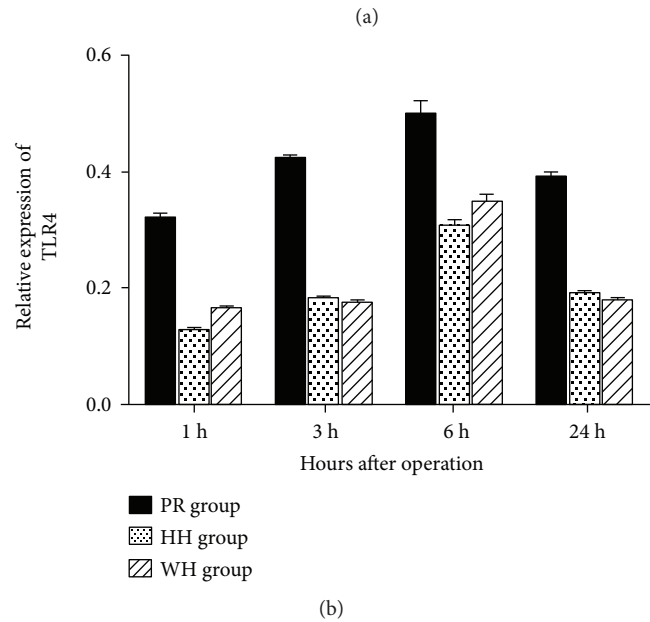 (a)
0.6
0.4
0.2
0.0
Relative expression of
TLR4
1 h 3 h 6 h 24 h
Hours after operation
PR group
HH group
WH group
(b)